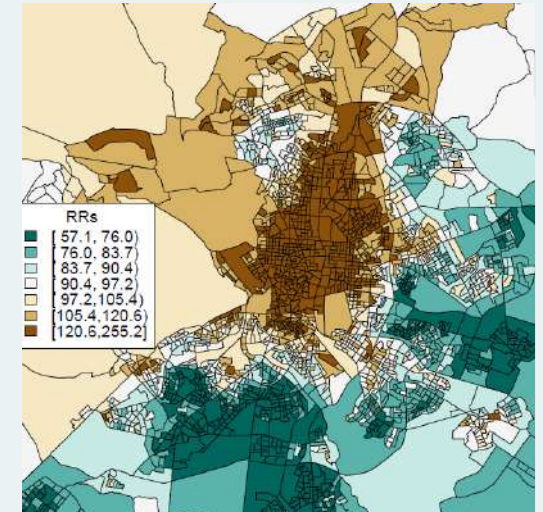 RRs
[ 57.1, 76.0)
[ 76.0, 83.7)
[ 83.7, 90.4)
[ 90.4, 97.2)
[ 97.2,105.4)
[105.4,120.6)
[120.6,255.2]